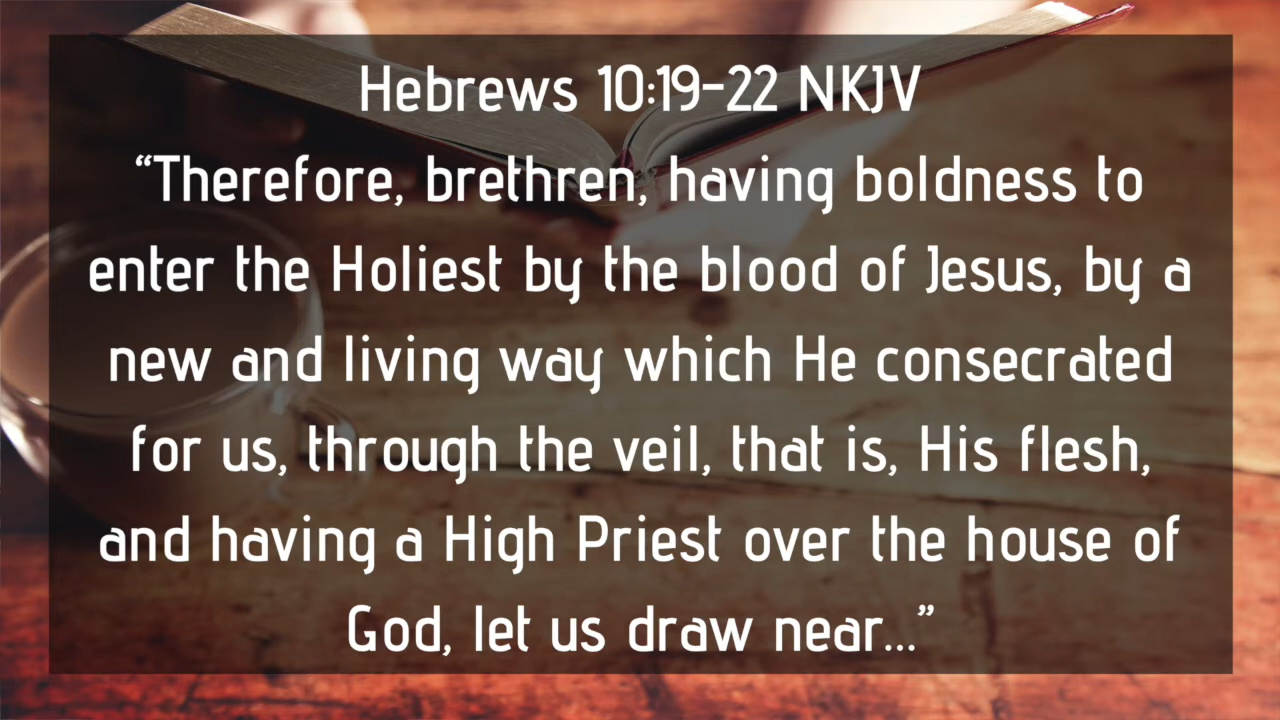 Hebrews 10:19-22 NKJV
“Therefore, brethren, having boldness to
enter the Holiest by the blood of Jesus, by a
new and living way which He consecrated
for us, through the veil, that is, His flesh,
and having a High Priest over the house of
God, let us draw near...”